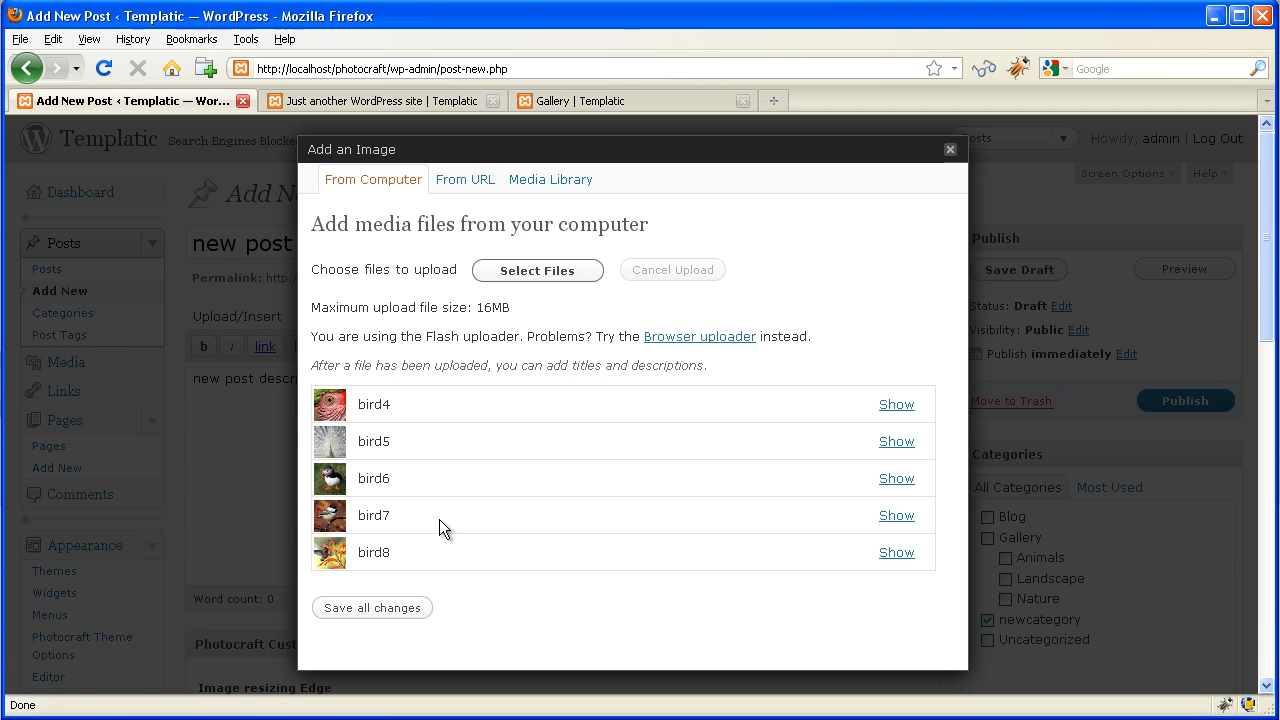 Add New Post ‹ Templatic — WordPress - Mozilla Firefox
File Edit View History Bookmarks Tools Help
http://localhost/photocraft/wp-admin/post-new.php
Google
Add New Post ‹ Templatic — Wor...
Just another WordPress site | Templatic
Gallery | Templatic
Templatic
Search Engines Blocke
Posts
Howdy, admin | Log Out
Screen Options
Help
Add N
Dashboard
Posts
Posts
Add New
Categories
Post Tags
Media
Links
Pages
Pages
Add New
Comments
Appearance
Themes
Widgets
Menus
Photocraft Theme
Options
Editor
new post
Permalink: http:
Upload/Insert
b i link
new post descri
Word count: 0
Photocraft Cust
Image resizing Edge
Add an Image
From Computer From URL Media Library
Add media files from your computer
Choose files to upload Select Files Cancel Upload
Maximum upload file size: 16MB
You are using the Flash uploader. Problems? Try the Browser uploader instead.
After a file has been uploaded, you can add titles and descriptions.
bird4 Show
bird5 Show
bird6 Show
bird7 Show
bird8 Show
Save all changes
Publish
Save Draft Preview
Status: Draft Edit
Visibility: Public Edit
Publish immediately Edit
Move to Trash Publish
Categories
All Categories Most Used
Blog
Gallery
Animals
Landscape
Nature
newcategory
Uncategorized
Done